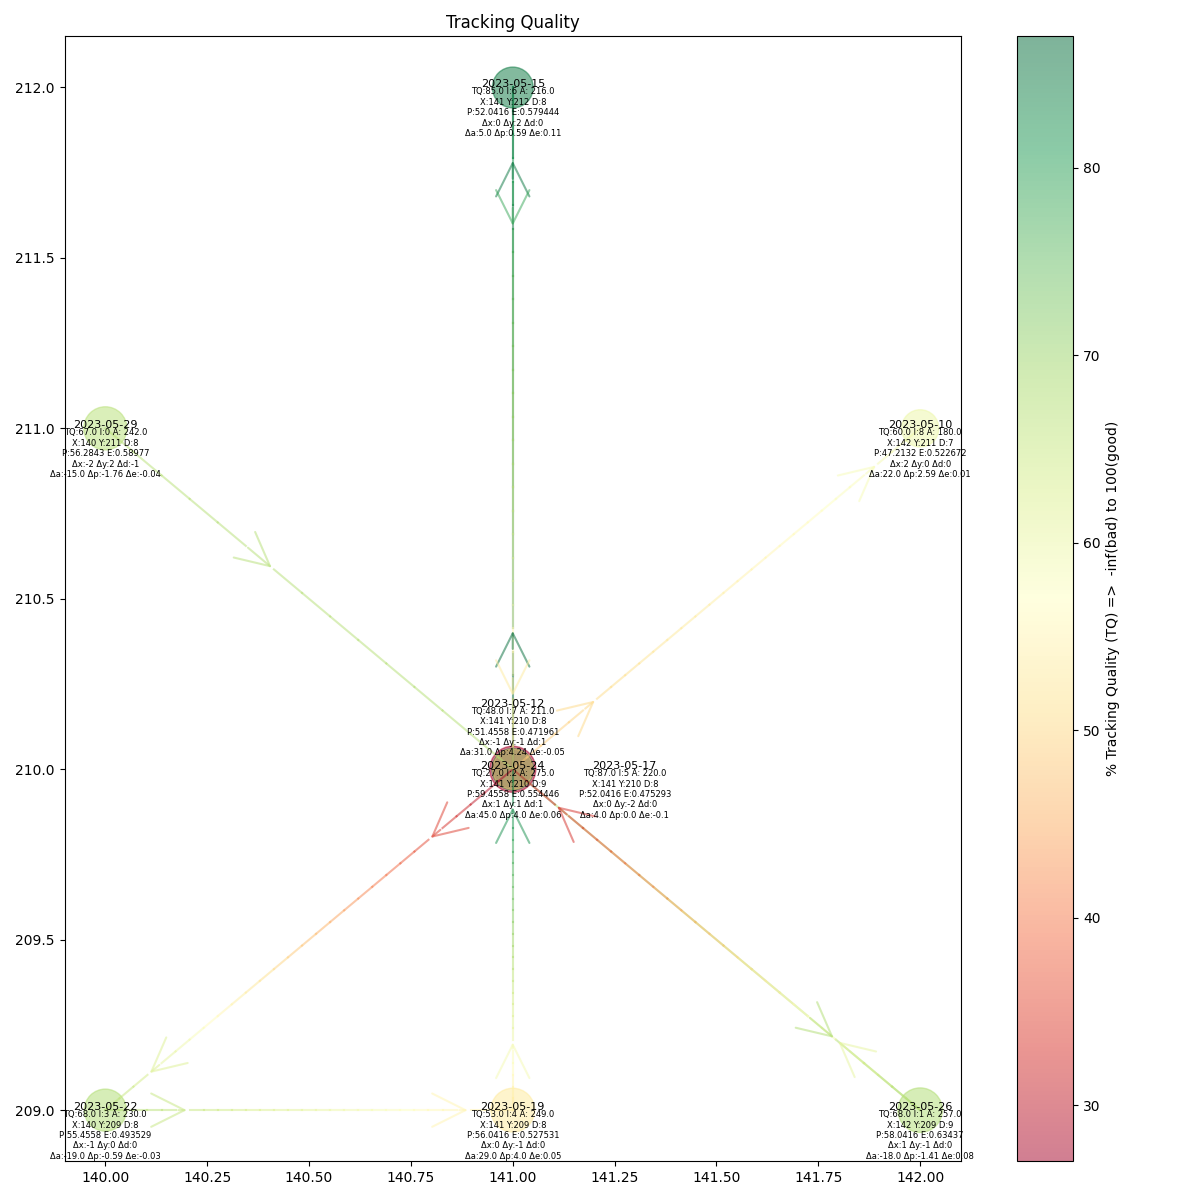 Tracking Quality
212.0
211.5
211.0
210.5
210.0
209.5
209.0
2023-05-15
TQ:85.0 I:6 A: 216.0
X:141 Y:212 D:8
P:52.0416 E:0.579444
Δx:0 Δy:2 Δd:0
Δa:5.0 Δp:0.59 Δe:0.11
2023-05-29
TQ:67.0 I:0 A: 242.0
X:140 Y:211 D:8
P:56.2843 E:0.58977
Δx:-2 Δy:2 Δd:-1
Δa:-15.0 Δp:-1.76 Δe:-0.04
2023-05-10
TQ:60.0 I:8 A: 180.0
X:142 Y:211 D:7
P:47.2132 E:0.522672
Δx:2 Δy:0 Δd:0
Δa:22.0 Δp:2.59 Δe:0.01
2023-05-12
TQ:48.0 I:7 A: 211.0
X:141 Y:210 D:8
P:51.4558 E:0.471961
Δx:-1 Δy:-1 Δd:1
Δa:31.0 Δp:4.24 Δe:-0.05
2023-05-24
TQ:27.0 I:2 A: 275.0
X:141 Y:210 D:9
P:59.4558 E:0.554446
Δx:1 Δy:1 Δd:1
Δa:45.0 Δp:4.0 Δe:0.06
2023-05-17
TQ:87.0 I:5 A: 220.0
X:141 Y:210 D:8
P:52.0416 E:0.475293
Δx:0 Δy:-2 Δd:0
Δa:4.0 Δp:0.0 Δe:-0.1
2023-05-22
TQ:68.0 I:3 A: 230.0
X:140 Y:209 D:8
P:55.4558 E:0.493529
Δx:-1 Δy:0 Δd:0
Δa:-19.0 Δp:-0.59 Δe:-0.03
2023-05-19
TQ:53.0 I:4 A: 249.0
X:141 Y:209 D:8
P:56.0416 E:0.527531
Δx:0 Δy:-1 Δd:0
Δa:29.0 Δp:4.0 Δe:0.05
2023-05-26
TQ:68.0 I:1 A: 257.0
X:142 Y:209 D:9
P:58.0416 E:0.63437
Δx:1 Δy:-1 Δd:0
Δa:-18.0 Δp:-1.41 Δe:0.08
140.00 140.25 140.50 140.75 141.00 141.25 141.50 141.75 142.00
80
70
60
50
40
30
% Tracking Quality (TQ) => -inf(bad) to 100(good)